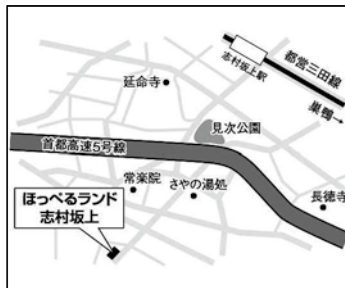 都営三田線
志村坂上駅
巣鴨→
延命寺
見次公園
首都高速5号線
常楽院
さやの湯処
長徳寺
ほっぺるランド
志村坂上